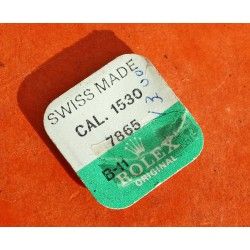 SWISS MADE
CAL. 1530
7865
B-11
ROLEX
ORIGINAL